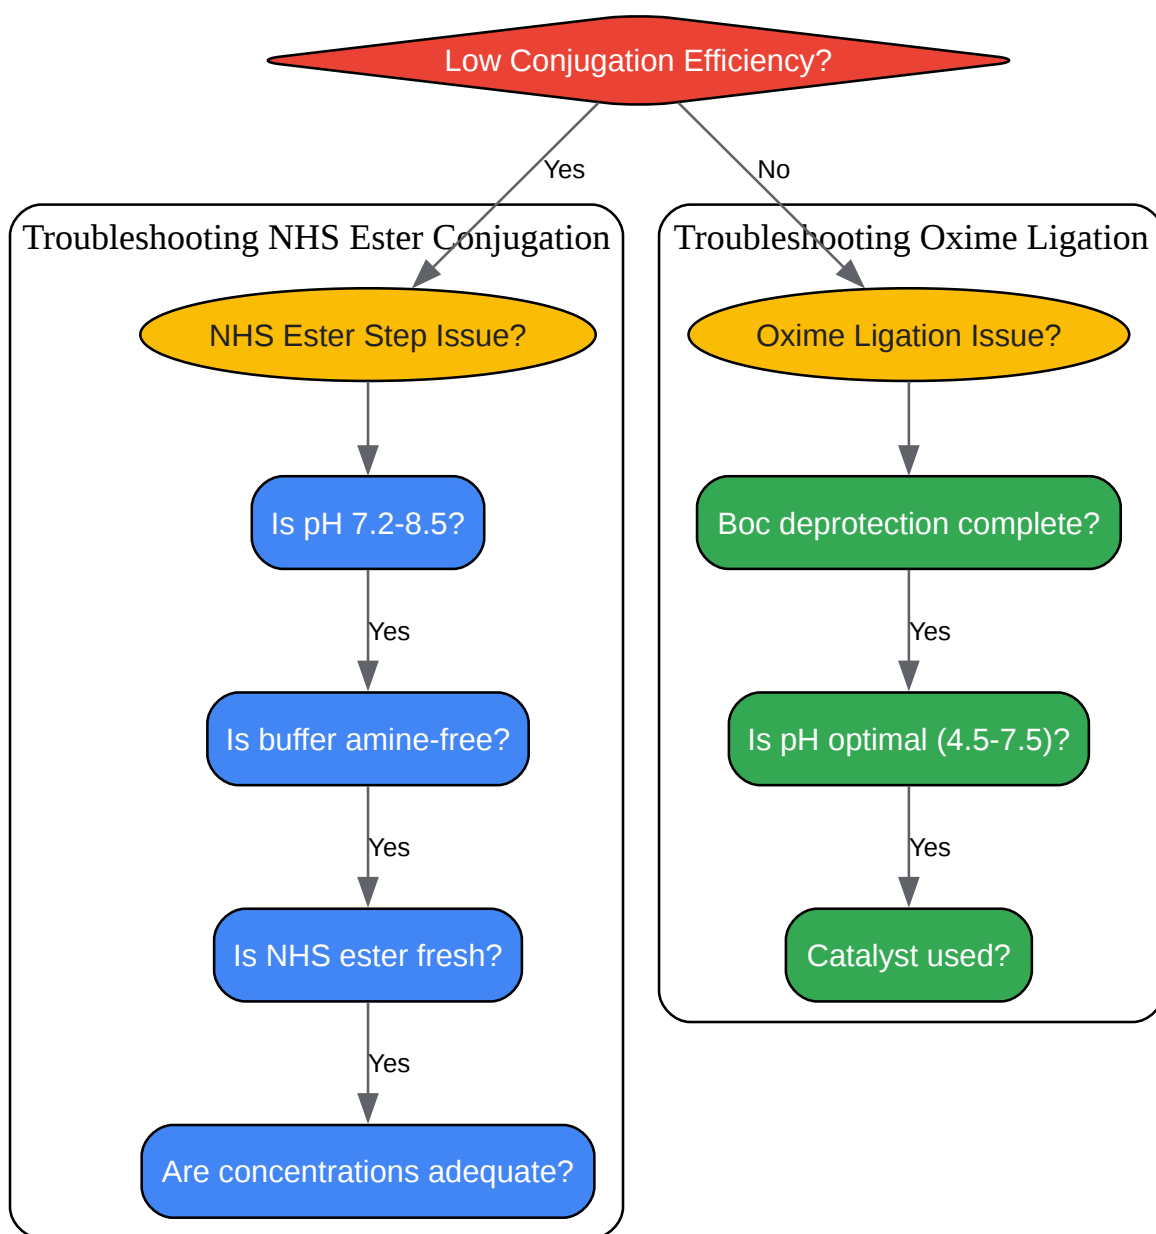 Low Conjugation Efficiency?
Yes
No
Troubleshooting NHS Ester Conjugation
Troubleshooting Oxime Ligation
NHS Ester Step Issue?
Oxime Ligation Issue?
Is pH 7.2-8.5?
Boc deprotection complete?
Yes
Yes
Is buffer amine-free?
Is pH optimal (4.5-7.5)?
Yes
Yes
Is NHS ester fresh?
Catalyst used?
Yes
Are concentrations adequate?